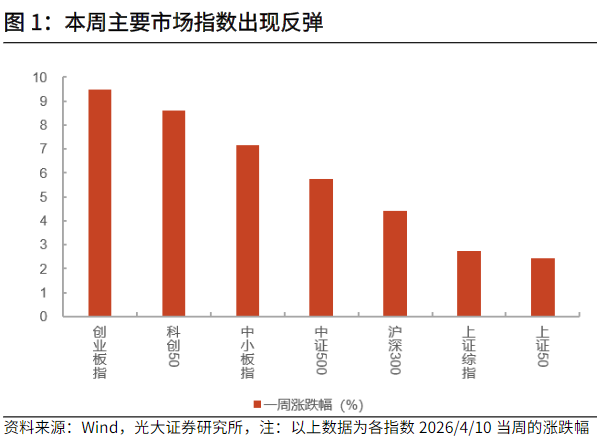 图 1：本周主要市场指数出现反弹
10
9
8
7
6
5
4
3
2
1
0
创业板指
科创50
中小板指
中证500
沪深300
上证综指
上证50
一周涨跌幅（%）
资料来源：Wind，光大证券研究所，注：以上数据为各指数 2026/4/10 当周的涨跌幅